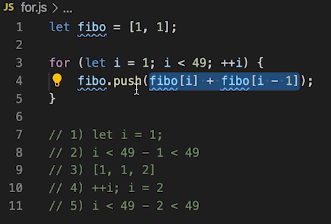 JS for.js > ...
1 let fibo = [1, 1];
2
3 for (let i = 1; i < 49; ++i) {
4 fibo.push(fibo[i] + fibo[i - 1]);
5 }
6
7 // 1) let i = 1;
8 // 2) i < 49 - 1 < 49
9 // 3) [1, 1, 2]
10 // 4) ++i; i = 2
11 // 5) i < 49 - 2 < 49